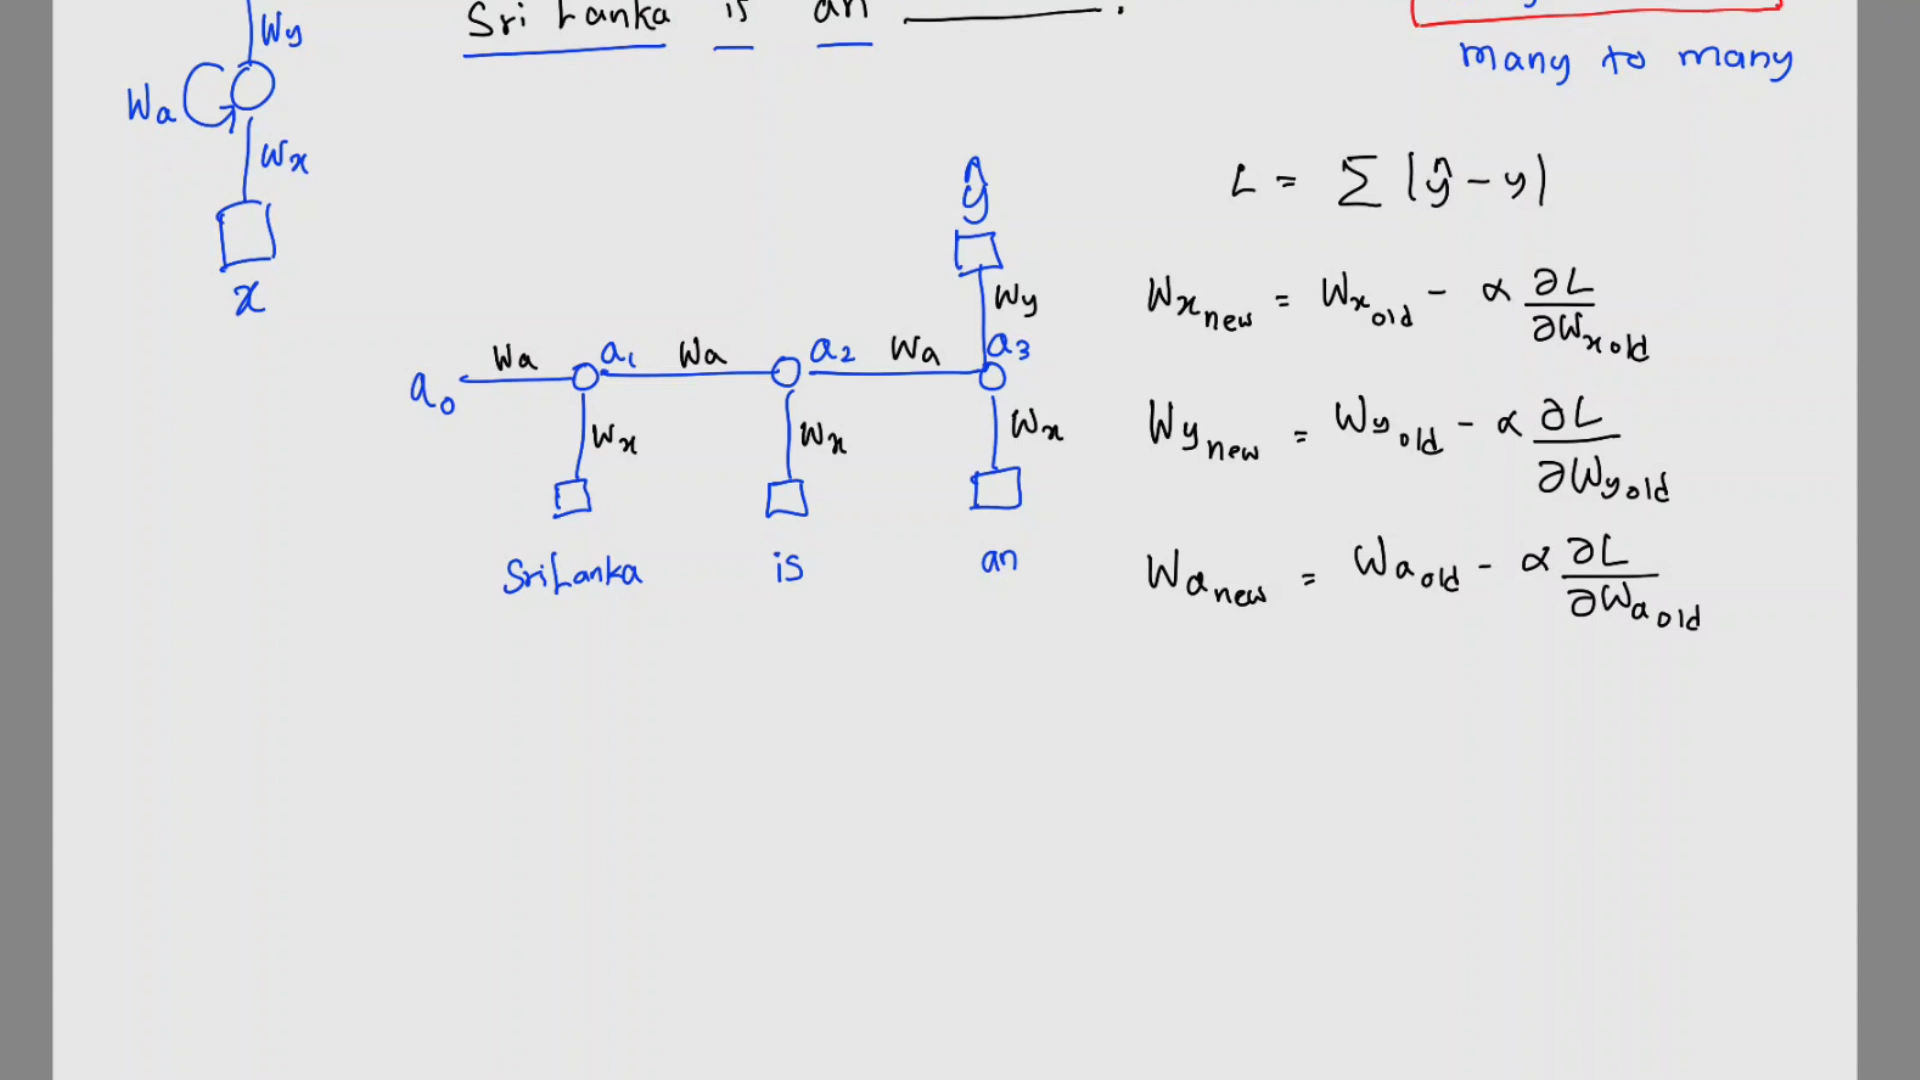 Wy
Sri Lanka is an ______.
many to many
Wa
Wx
x
ŷ
Wy
a₀ Wa a₁ Wa a₂ Wa a₃
Wx Wx Wx
SriLanka is an
L = ∑ |ŷ - y|
Wx new = Wx old - α ∂L / ∂Wx old
Wy new = Wy old - α ∂L / ∂Wy old
Wa new = Wa old - α ∂L / ∂Wa old